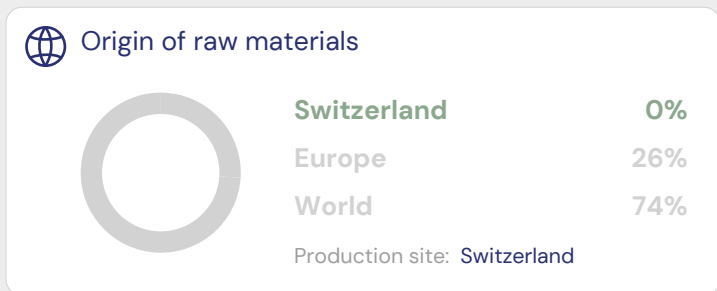 Origin of raw materials
Switzerland 0%
Europe 26%
World 74%
Production site: Switzerland